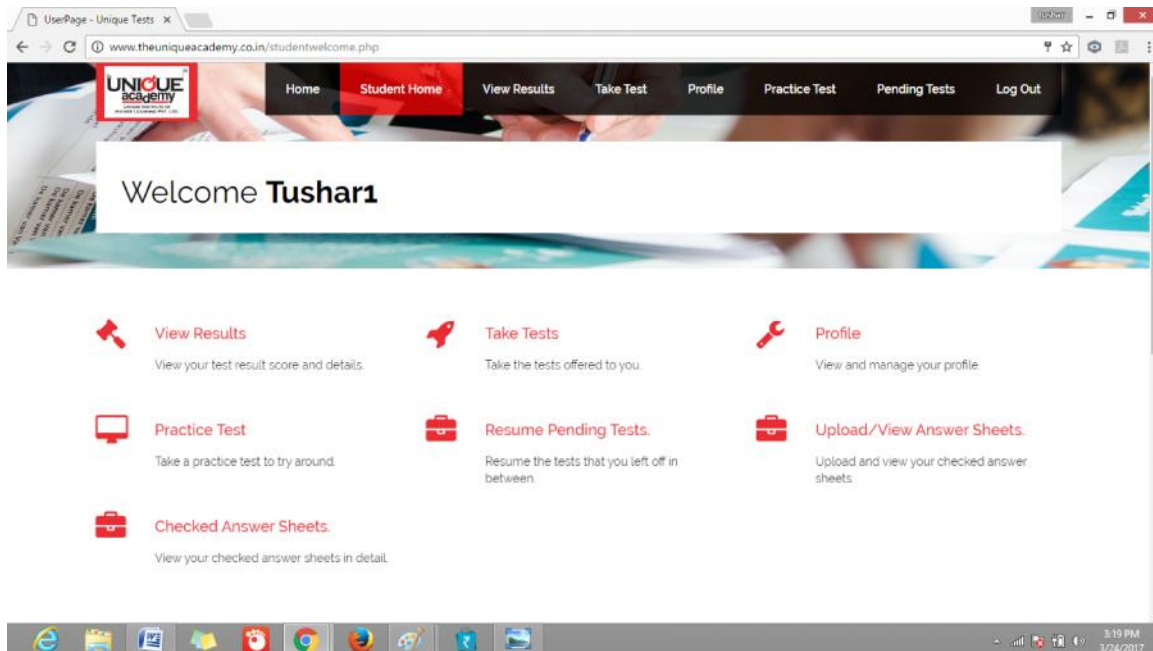 UserPage - Unique Tests
www.theuniqueacademy.co.in/studentwelcome.php
UNIQUE
academy
Home
Student Home
View Results
Take Test
Profile
Practice Test
Pending Tests
Log Out
Welcome Tushar1
View Results
View your test result score and details.
Take Tests
Take the tests offered to you.
Profile
View and manage your profile.
Practice Test
Take a practice test to try around.
Resume Pending Tests.
Resume the tests that you left off in
between.
Upload/View Answer Sheets.
Upload and view your checked answer
sheets.
Checked Answer Sheets.
View your checked answer sheets in detail.
3:19 PM
3/24/2017